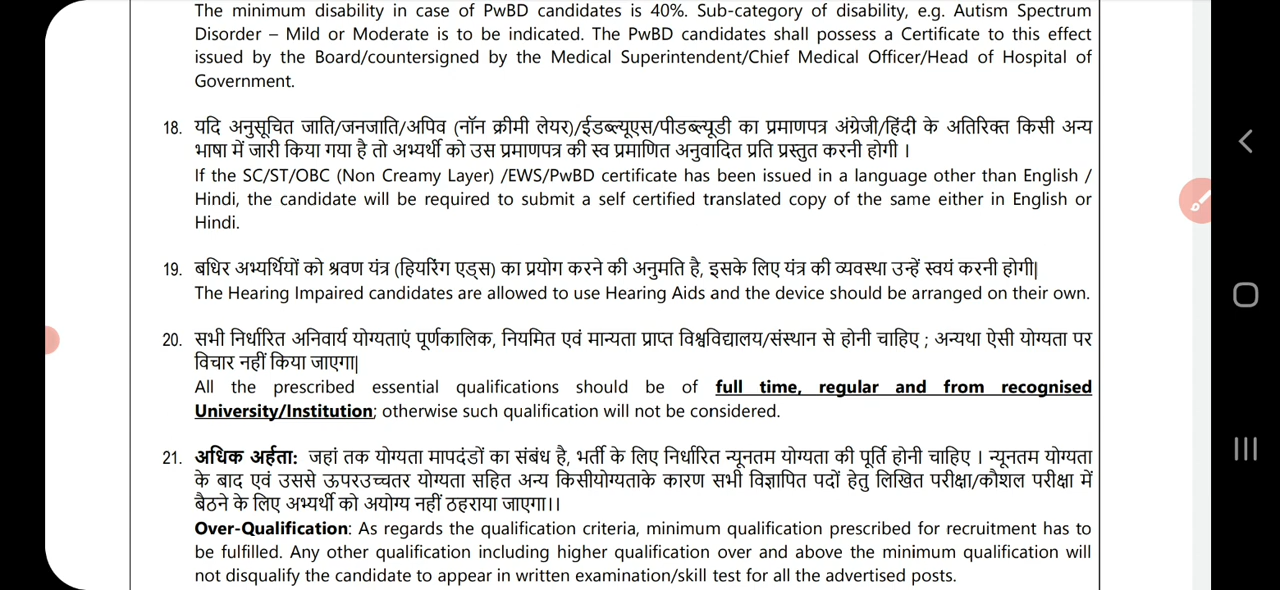 The minimum disability in case of PwBD candidates is 40%. Sub-category of disability, e.g. Autism Spectrum
Disorder – Mild or Moderate is to be indicated. The PwBD candidates shall possess a Certificate to this effect
issued by the Board/countersigned by the Medical Superintendent/Chief Medical Officer/Head of Hospital of
Government.
18. यदि अनुसूचित जाति/जनजाति/अपिव (नॉन क्रीमी लेयर)/ईडब्ल्यूएस/पीडब्ल्यूडी का प्रमाणपत्र अंग्रेजी/हिंदी के अतिरिक्त किसी अन्य
भाषा में जारी किया गया है तो अभ्यर्थी को उस प्रमाणपत्र की स्व प्रमाणित अनुवादित प्रति प्रस्तुत करनी होगी ।
If the SC/ST/OBC (Non Creamy Layer) /EWS/PwBD certificate has been issued in a language other than English /
Hindi, the candidate will be required to submit a self certified translated copy of the same either in English or
Hindi.
19. बधिर अभ्यर्थियों को श्रवण यंत्र (हियरिंग एड्स) का प्रयोग करने की अनुमति है, इसके लिए यंत्र की व्यवस्था उन्हें स्वयं करनी होगी|
The Hearing Impaired candidates are allowed to use Hearing Aids and the device should be arranged on their own.
20. सभी निर्धारित अनिवार्य योग्यताएं पूर्णकालिक, नियमित एवं मान्यता प्राप्त विश्वविद्यालय/संस्थान से होनी चाहिए ; अन्यथा ऐसी योग्यता पर
विचार नहीं किया जाएगा|
All the prescribed essential qualifications should be of full time, regular and from recognised
University/Institution; otherwise such qualification will not be considered.
21. अधिक अर्हता: जहां तक योग्यता मापदंडों का संबंध है, भर्ती के लिए निर्धारित न्यूनतम योग्यता की पूर्ति होनी चाहिए । न्यूनतम योग्यता
के बाद एवं उससे ऊपरउच्चतर योग्यता सहित अन्य किसीयोग्यताके कारण सभी विज्ञापित पदों हेतु लिखित परीक्षा/कौशल परीक्षा में
बैठने के लिए अभ्यर्थी को अयोग्य नहीं ठहराया जाएगा।।
Over-Qualification: As regards the qualification criteria, minimum qualification prescribed for recruitment has to
be fulfilled. Any other qualification including higher qualification over and above the minimum qualification will
not disqualify the candidate to appear in written examination/skill test for all the advertised posts.